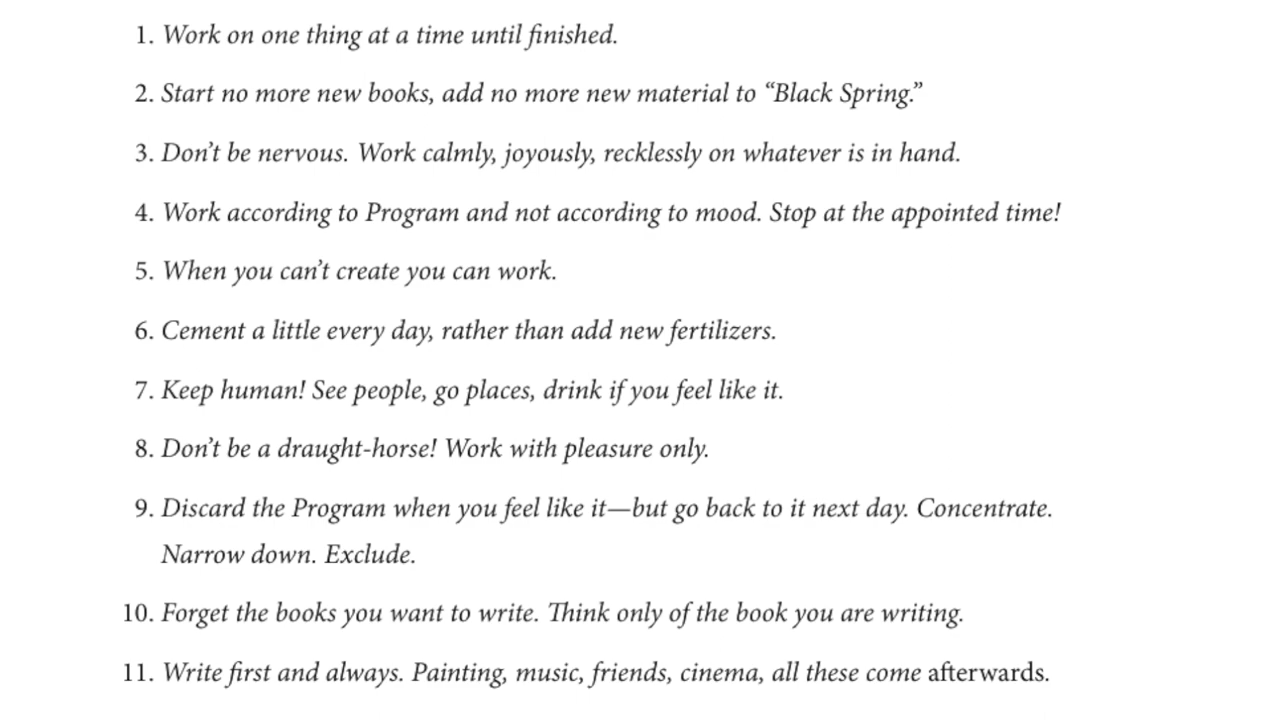 1. Work on one thing at a time until finished.
2. Start no more new books, add no more new material to “Black Spring.”
3. Don’t be nervous. Work calmly, joyously, recklessly on whatever is in hand.
4. Work according to Program and not according to mood. Stop at the appointed time!
5. When you can’t create you can work.
6. Cement a little every day, rather than add new fertilizers.
7. Keep human! See people, go places, drink if you feel like it.
8. Don’t be a draught-horse! Work with pleasure only.
9. Discard the Program when you feel like it—but go back to it next day. Concentrate.
Narrow down. Exclude.
10. Forget the books you want to write. Think only of the book you are writing.
11. Write first and always. Painting, music, friends, cinema, all these come afterwards.